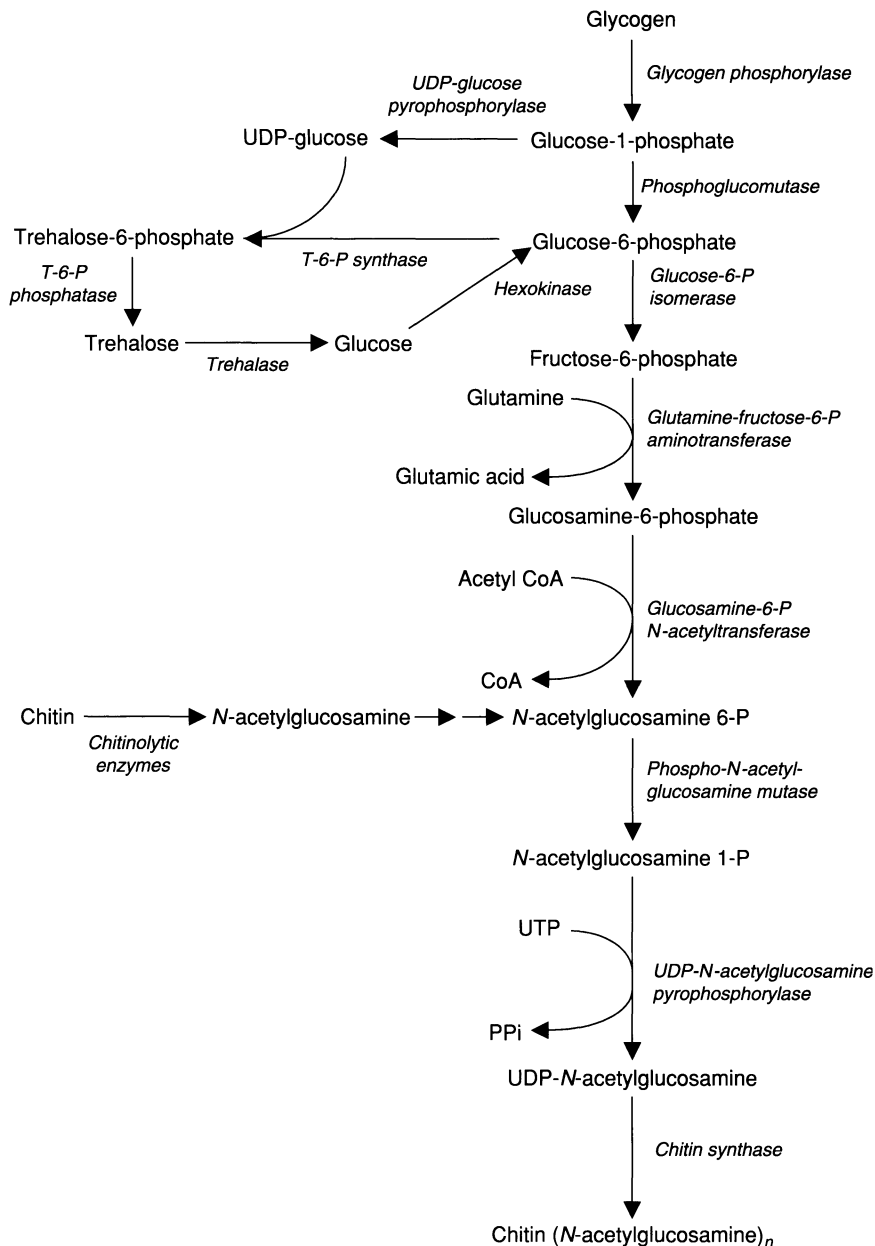 Glycogen
Glycogen phosphorylase
UDP-glucose
pyrophosphorylase
UDP-glucose
Glucose-1-phosphate
Phosphoglucomutase
Trehalose-6-phosphate
Glucose-6-phosphate
T-6-P synthase
T-6-P
phosphatase
Hexokinase
Glucose-6-P
isomerase
Trehalose
Glucose
Trehalase
Fructose-6-phosphate
Glutamine
Glutamine-fructose-6-P
aminotransferase
Glutamic acid
Glucosamine-6-phosphate
Acetyl CoA
Glucosamine-6-P
N-acetyltransferase
CoA
Chitin
N-acetylglucosamine
N-acetylglucosamine 6-P
Chitinolytic
enzymes
Phospho-N-acetyl-
glucosamine mutase
N-acetylglucosamine 1-P
UTP
UDP-N-acetylglucosamine
pyrophosphorylase
PPi
UDP-N-acetylglucosamine
Chitin synthase
Chitin (N-acetylglucosamine)n